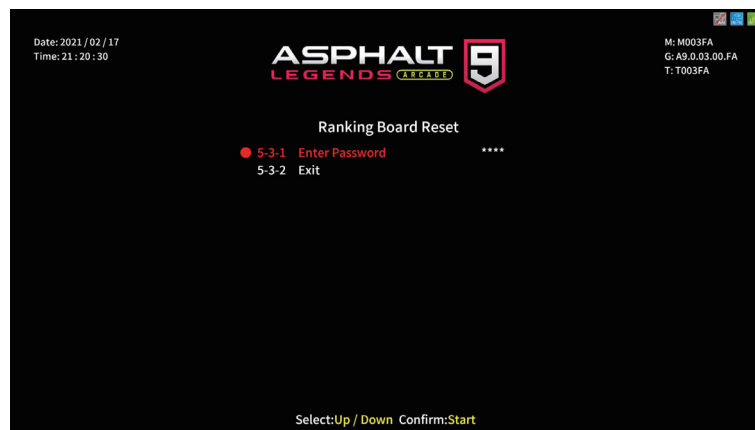 Date: 2021 / 02 / 17
Time: 21 : 20 : 30
ASPHALT 9
LEGENDS ARCADE
M: M003FA
G: A9.0.03.00.FA
T: T003FA
Ranking Board Reset
5-3-1 Enter Password ****
5-3-2 Exit
Select:Up / Down Confirm:Start